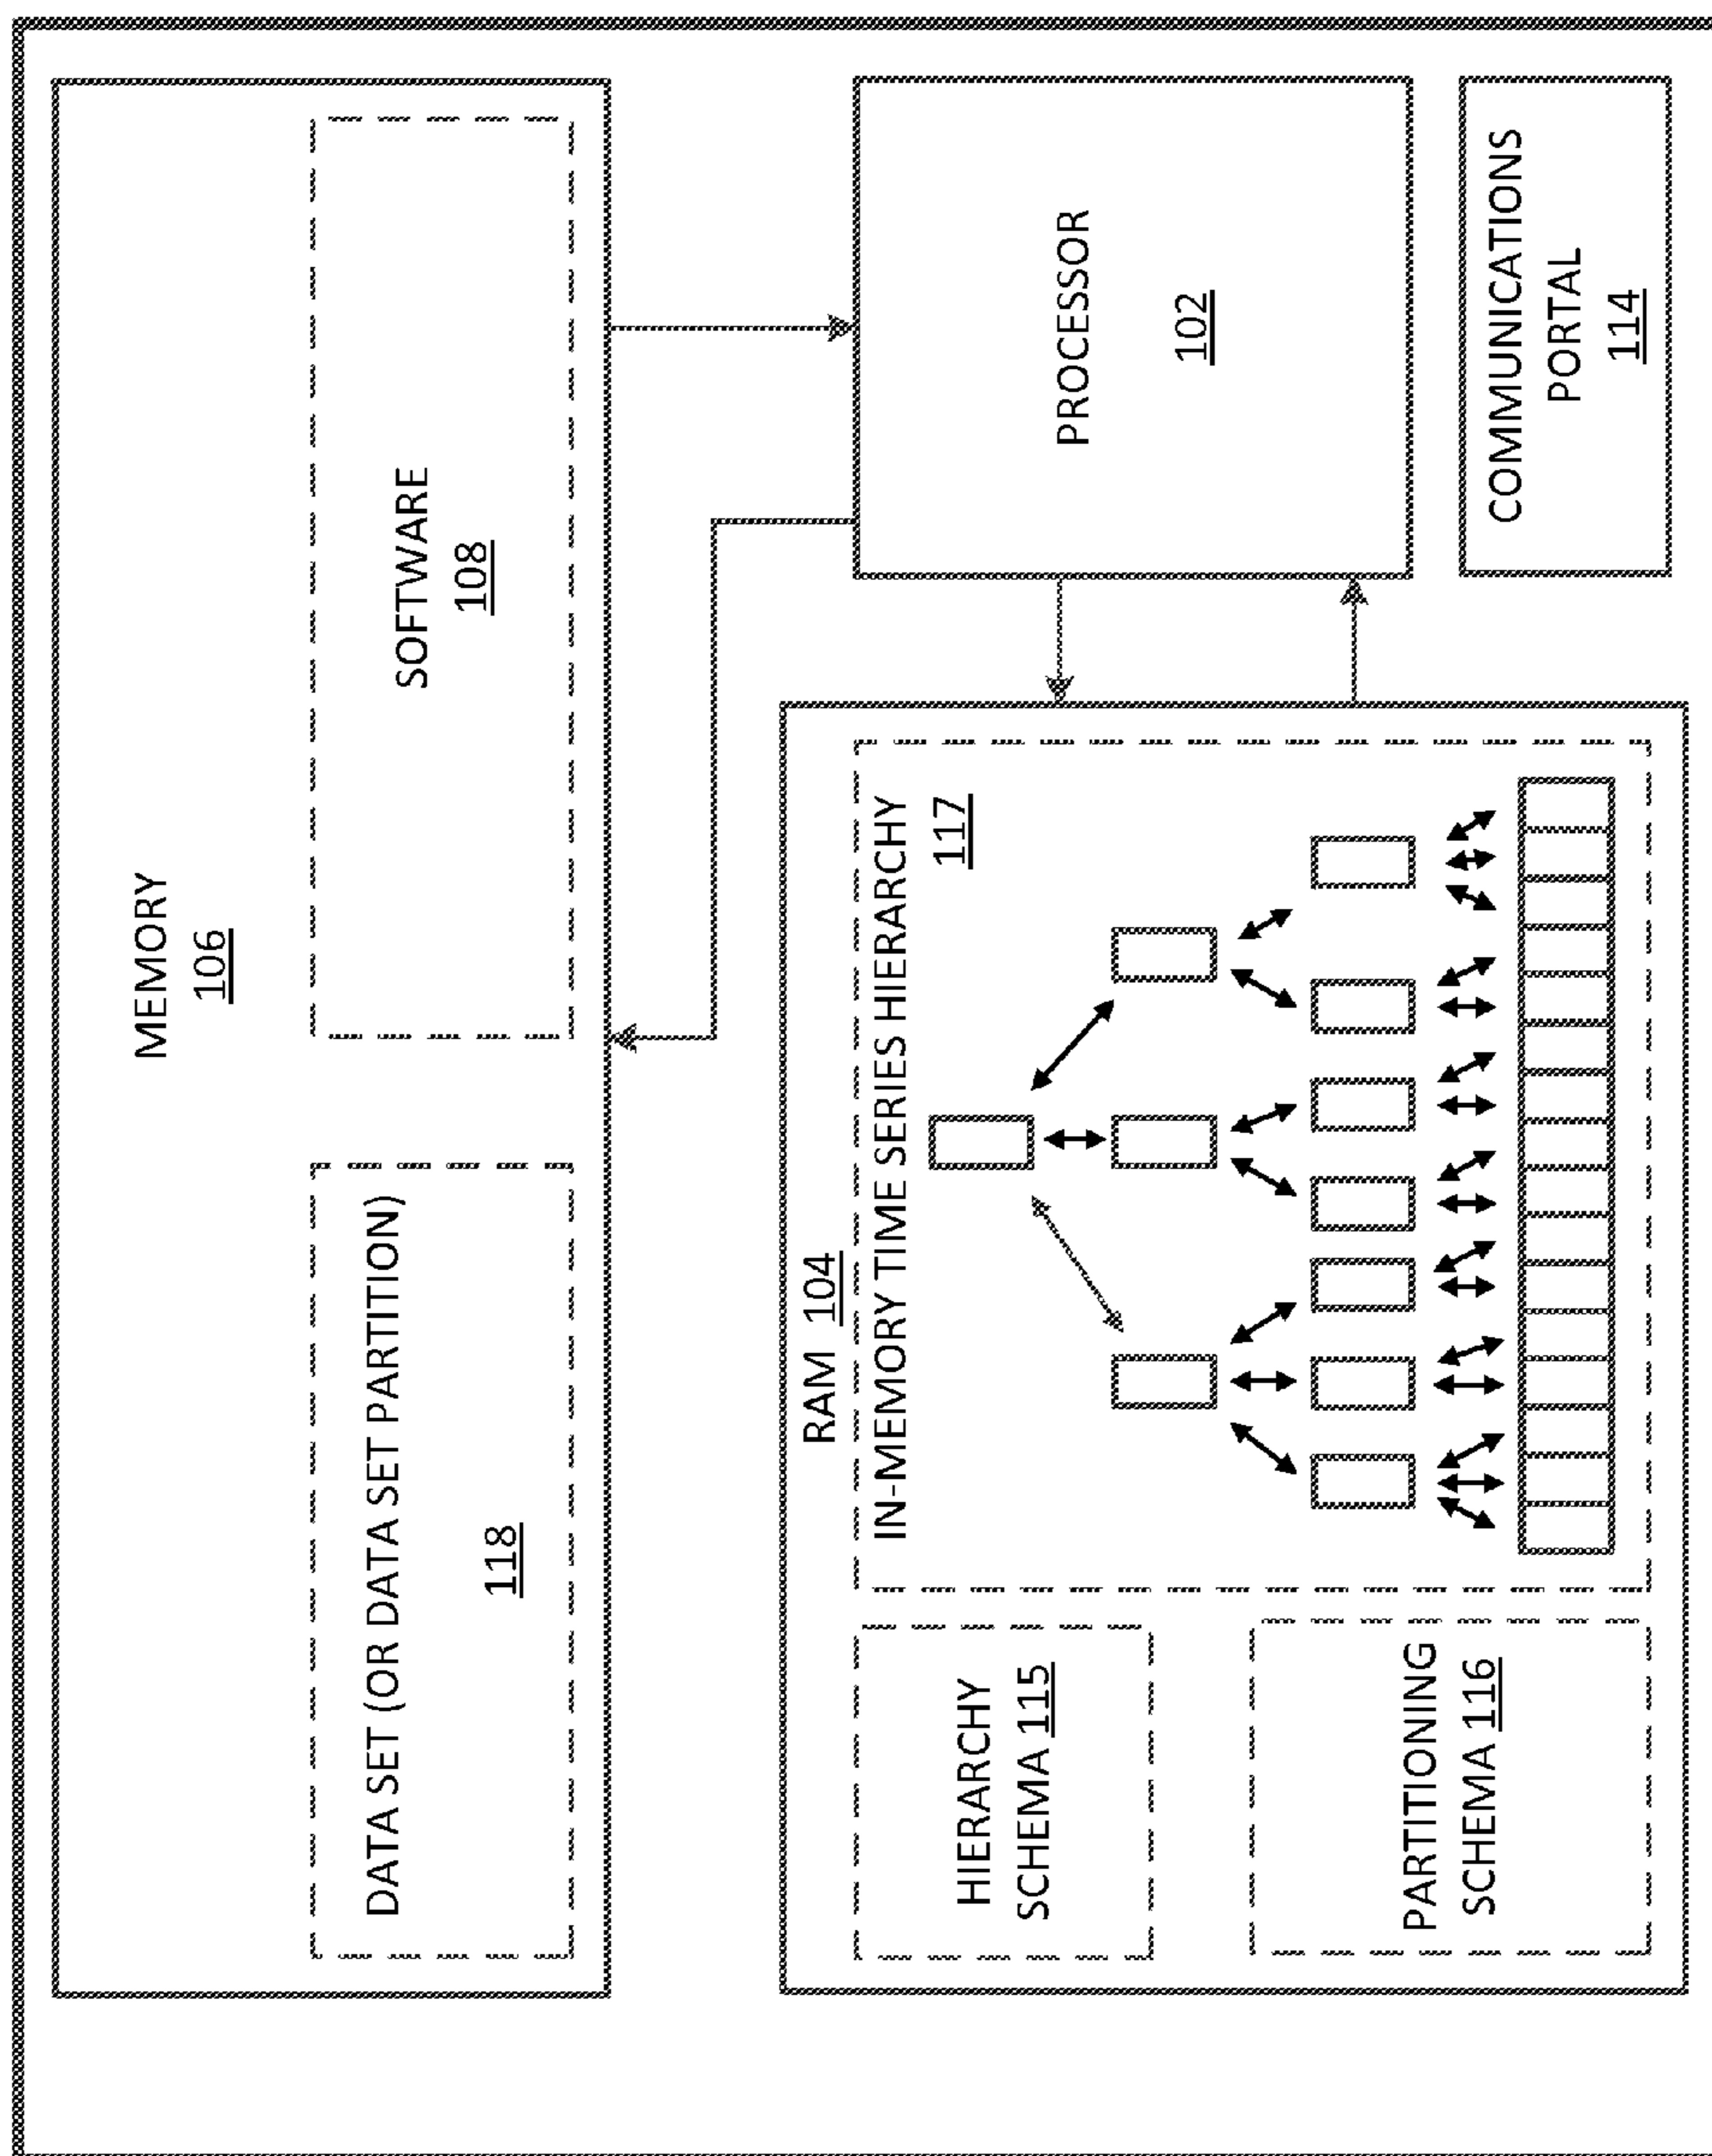 MEMORY
106
DATA SET (OR DATA SET PARTITION)
118
SOFTWARE
108
RAM 104
IN-MEMORY TIME SERIES HIERARCHY
117
HIERARCHY
SCHEMA 115
PARTITIONING
SCHEMA 116
PROCESSOR
102
COMMUNICATIONS
PORTAL
114